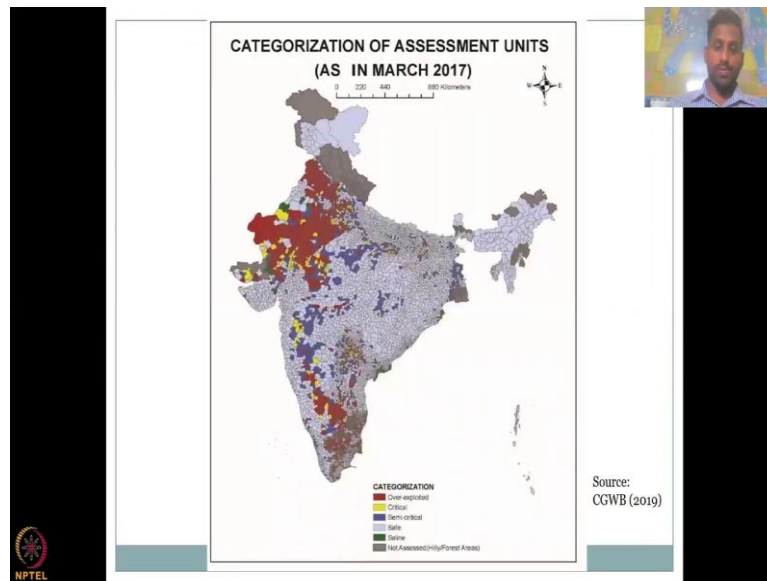 CATEGORIZATION OF ASSESSMENT UNITS
(AS IN MARCH 2017)
N
W
E
S
0 220 440 880 Kilometers
CATEGORIZATION
Over-exploited
Critical
Semi-critical
Safe
Saline
Not Assessed(Hilly/Forest Areas)
Source:
CGWB (2019)
NPTEL